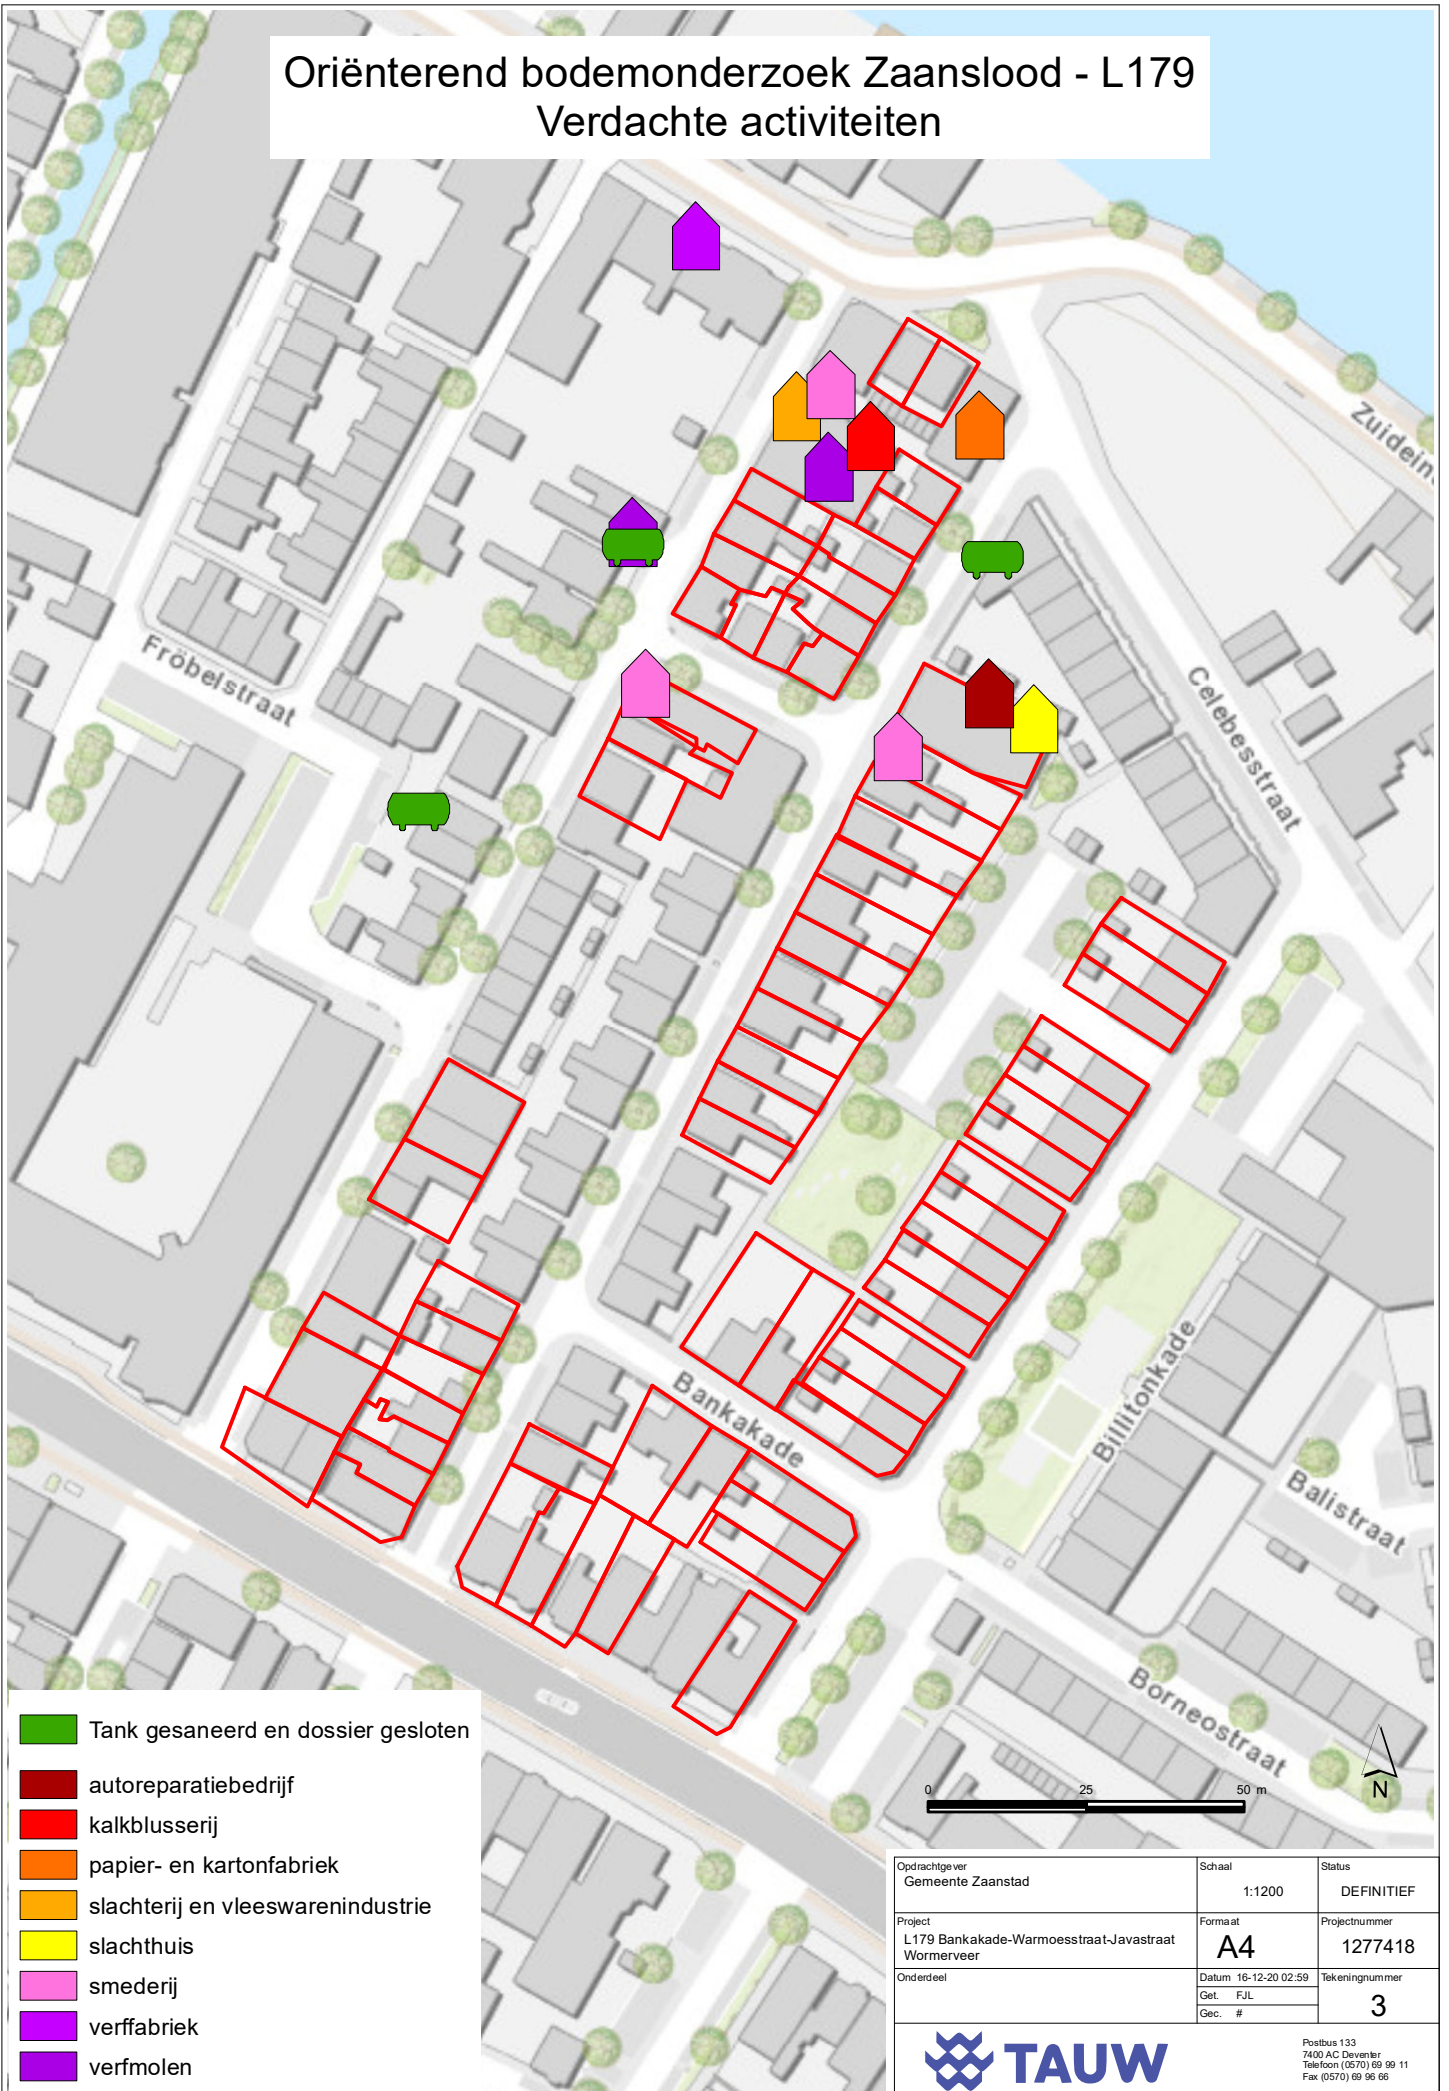 Oriënterend bodemonderzoek Zaanslood - L179
Verdachte activiteiten
Fröbelstraat
Celebesstraat
Bankakade
Billitonkade
Balistraat
Borneostraat
Tank gesaneerd en dossier gesloten
autoreparatiebedrijf
kalkblusserij
papier- en kartonfabriek
slachterij en vleeswarenindustrie
slachthuis
smederij
verffabriek
verfmolen
0 25 50 m
N
Opdrachtgever
Gemeente Zaanstad
Schaal
1:1200
Status
DEFINITIEF
Project
L179 Bankakade-Warmoesstraat-Javastraat
Wormerveer
Formaat
A4
Projectnummer
1277418
Onderdeel
Datum 16-12-20 02:59
Get. FJL
Gec. #
Tekeningnummer
3
TAUW
Postbus 133
7400 AC Deventer
Telefoon (0570) 69 99 11
Fax (0570) 69 96 66